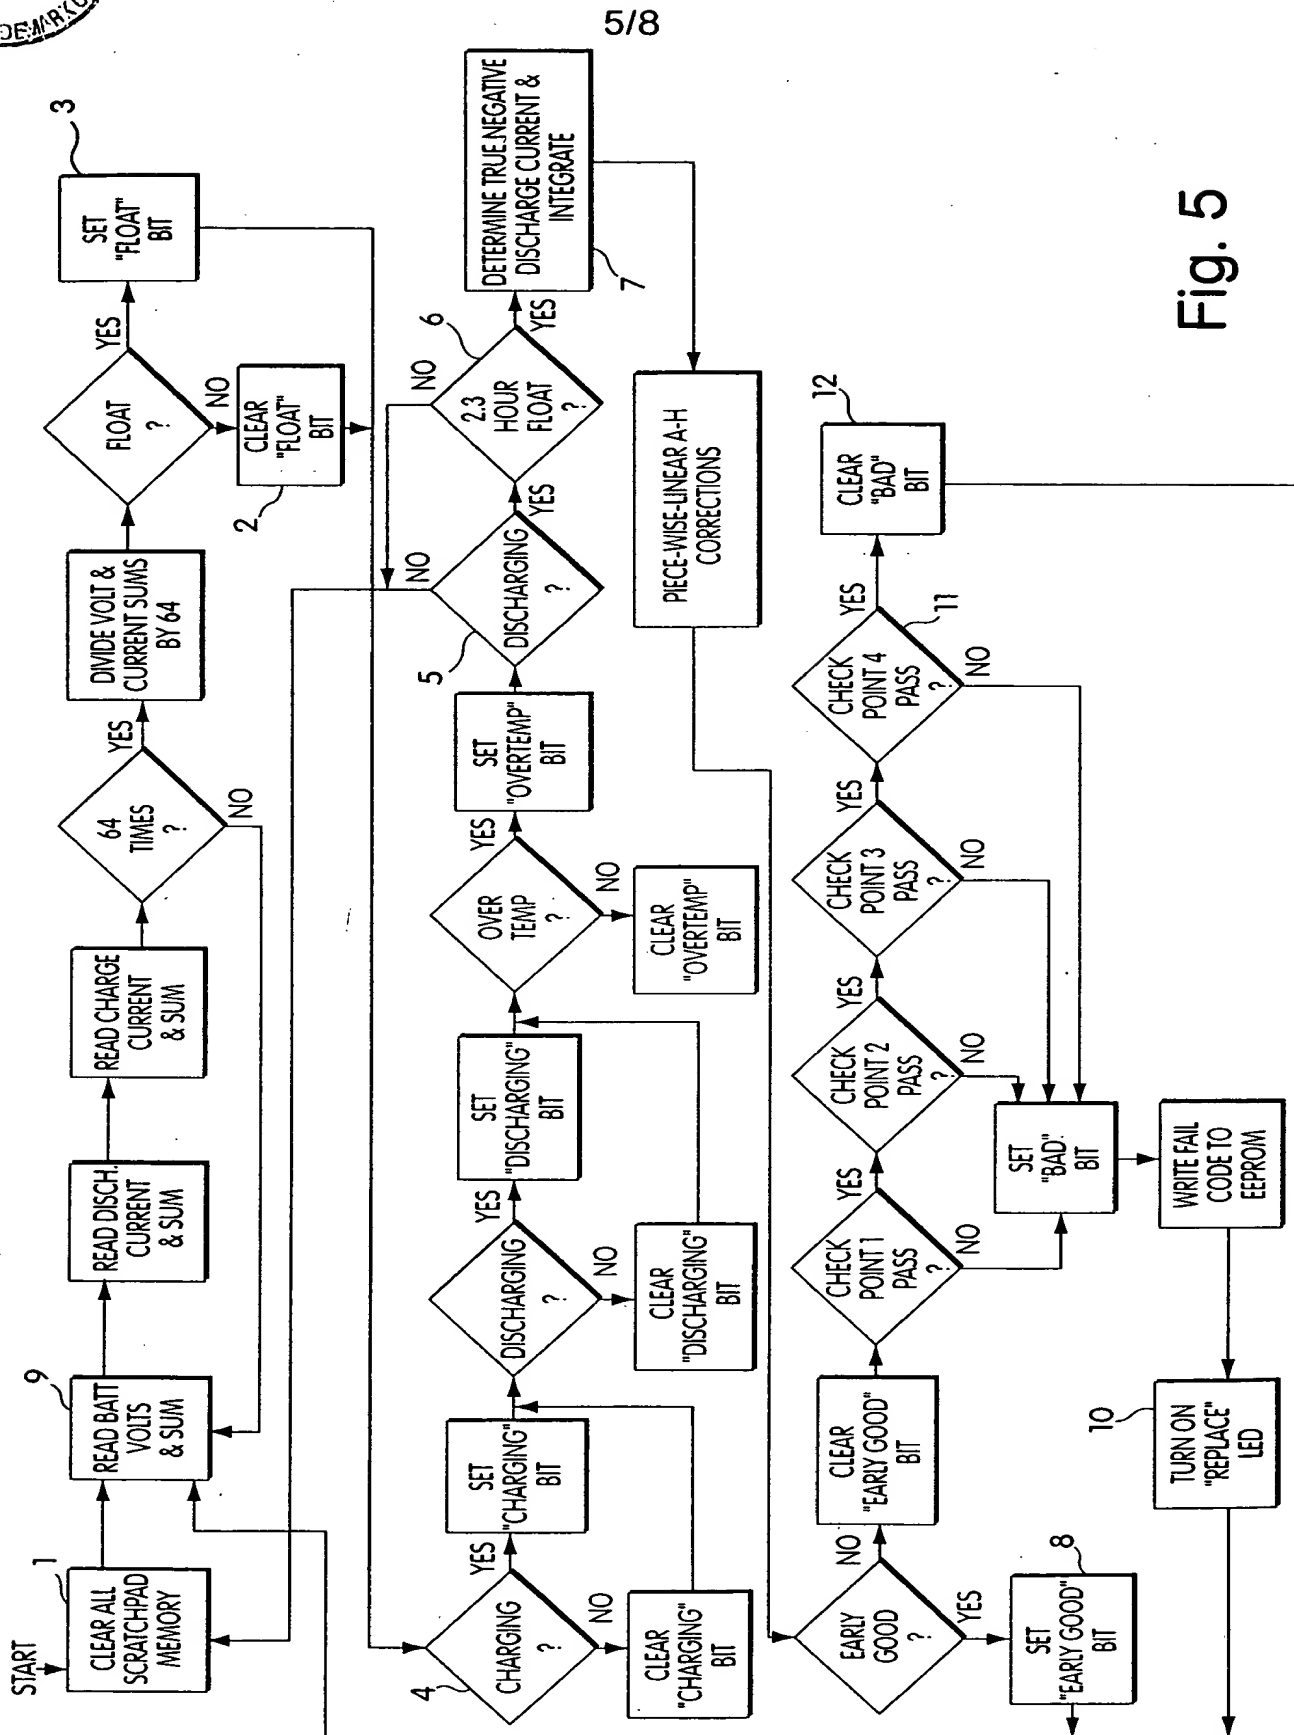 5/8
START
1
CLEAR ALL
SCRATCHPAD
MEMORY
9
READ BATT
VOLTS
& SUM
READ DISCH.
CURRENT
& SUM
READ CHARGE
CURRENT
& SUM
64
TIMES
?
YES
NO
DIVIDE VOLT &
CURRENT SUMS
BY 64
FLOAT
?
YES
NO
3
SET
"FLOAT"
BIT
2
CLEAR
"FLOAT"
BIT
4
CHARGING
?
YES
NO
SET
"CHARGING"
BIT
CLEAR
"CHARGING"
BIT
DISCHARGING
?
YES
NO
SET
"DISCHARGING"
BIT
CLEAR
"DISCHARGING"
BIT
OVER
TEMP
?
YES
NO
SET
"OVERTEMP"
BIT
CLEAR
"OVERTEMP"
BIT
5
DISCHARGING
?
NO
YES
6
2.3
HOUR
FLOAT
?
NO
YES
7
DETERMINE TRUE.NEGATIVE
DISCHARGE CURRENT &
INTEGRATE
PIECE-WISE-LINEAR A-H
CORRECTIONS
EARLY
GOOD
?
NO
YES
8
SET
"EARLY GOOD"
BIT
CLEAR
"EARLY GOOD"
BIT
CHECK
POINT 1
PASS
?
YES
NO
CHECK
POINT 2
PASS
?
YES
NO
CHECK
POINT 3
PASS
?
YES
NO
CHECK
POINT 4
PASS
?
YES
NO
11
12
CLEAR
"BAD"
BIT
SET
"BAD".
BIT
WRITE FAIL
CODE TO
EEPROM
10
TURN ON
"REPLACE"
LED
Fig. 5